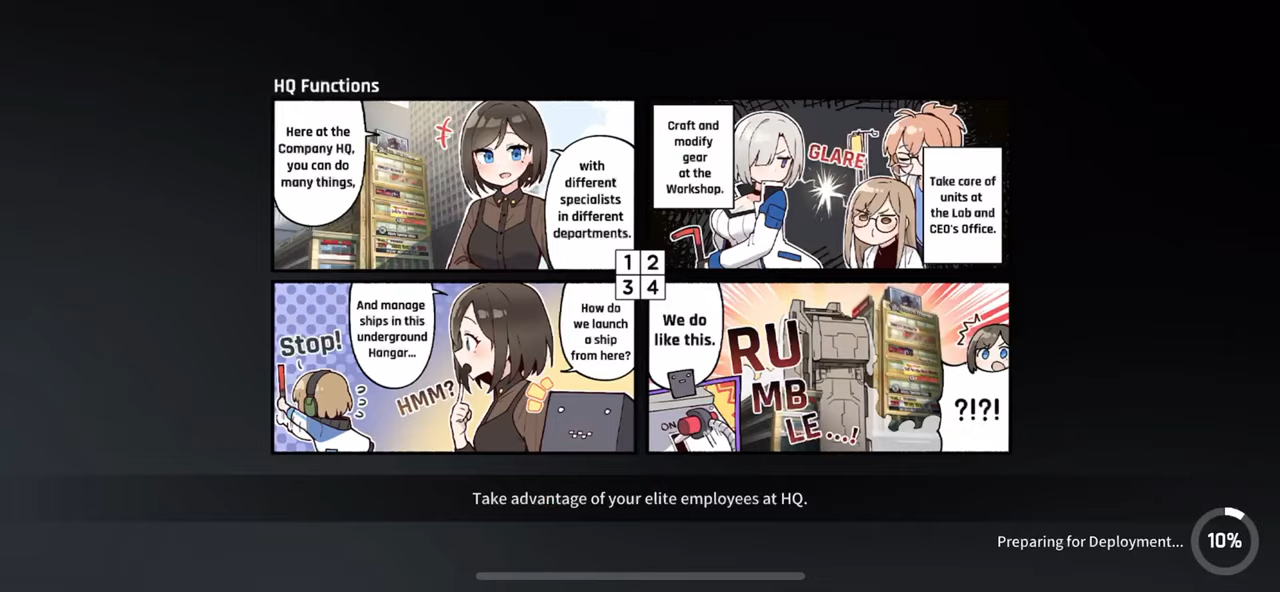 HQ Functions
Here at the
Company HQ,
you can do
many things,
with
different
specialists
in different
departments.
Craft and
modify
gear
at the
Workshop.
GLARE
Take care of
units at
the Lab and
CEO's Office.
1 2
3 4
Stop!
And manage
ships in this
underground
Hangar...
HMM?
How do
we launch
a ship
from here?
We do
like this.
ON
RU
MB
LE...!
?!?!
Take advantage of your elite employees at HQ.
Preparing for Deployment...
10%